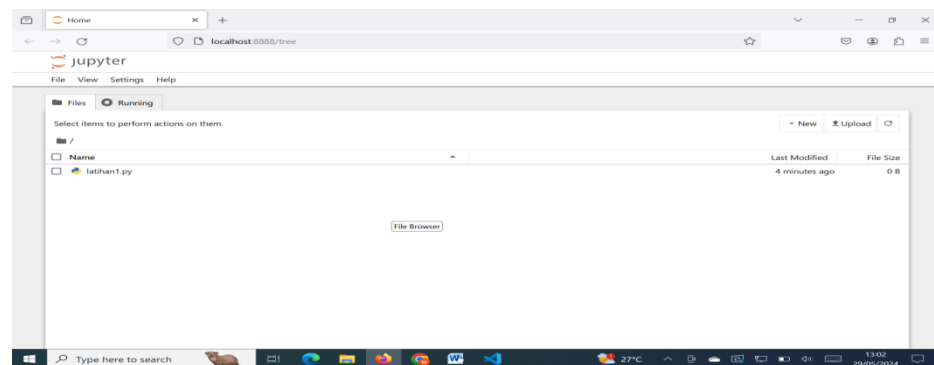 Home
localhost:8888/tree
jupyter
File View Settings Help
Files Running
Select items to perform actions on them.
New Upload
/
Name Last Modified File Size
latihan1.py 4 minutes ago 0 B
File Browser
Type here to search 27°C 13:02
29/05/2024